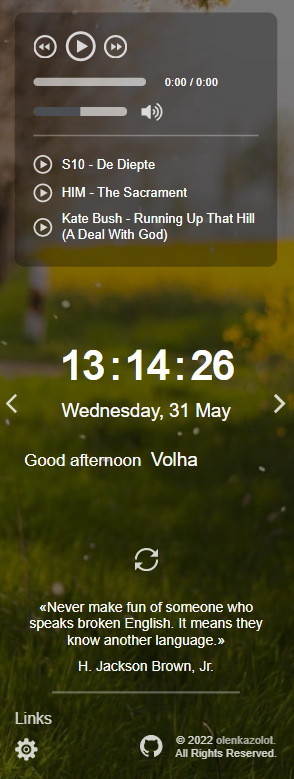 0:00 / 0:00
S10 - De Diepte
HIM - The Sacrament
Kate Bush - Running Up That Hill
(A Deal With God)
13:14:26
Wednesday, 31 May
Good afternoon Volha
«Never make fun of someone who
speaks broken English. It means they
know another language.»
H. Jackson Brown, Jr.
Links
© 2022 olenkazolot.
All Rights Reserved.